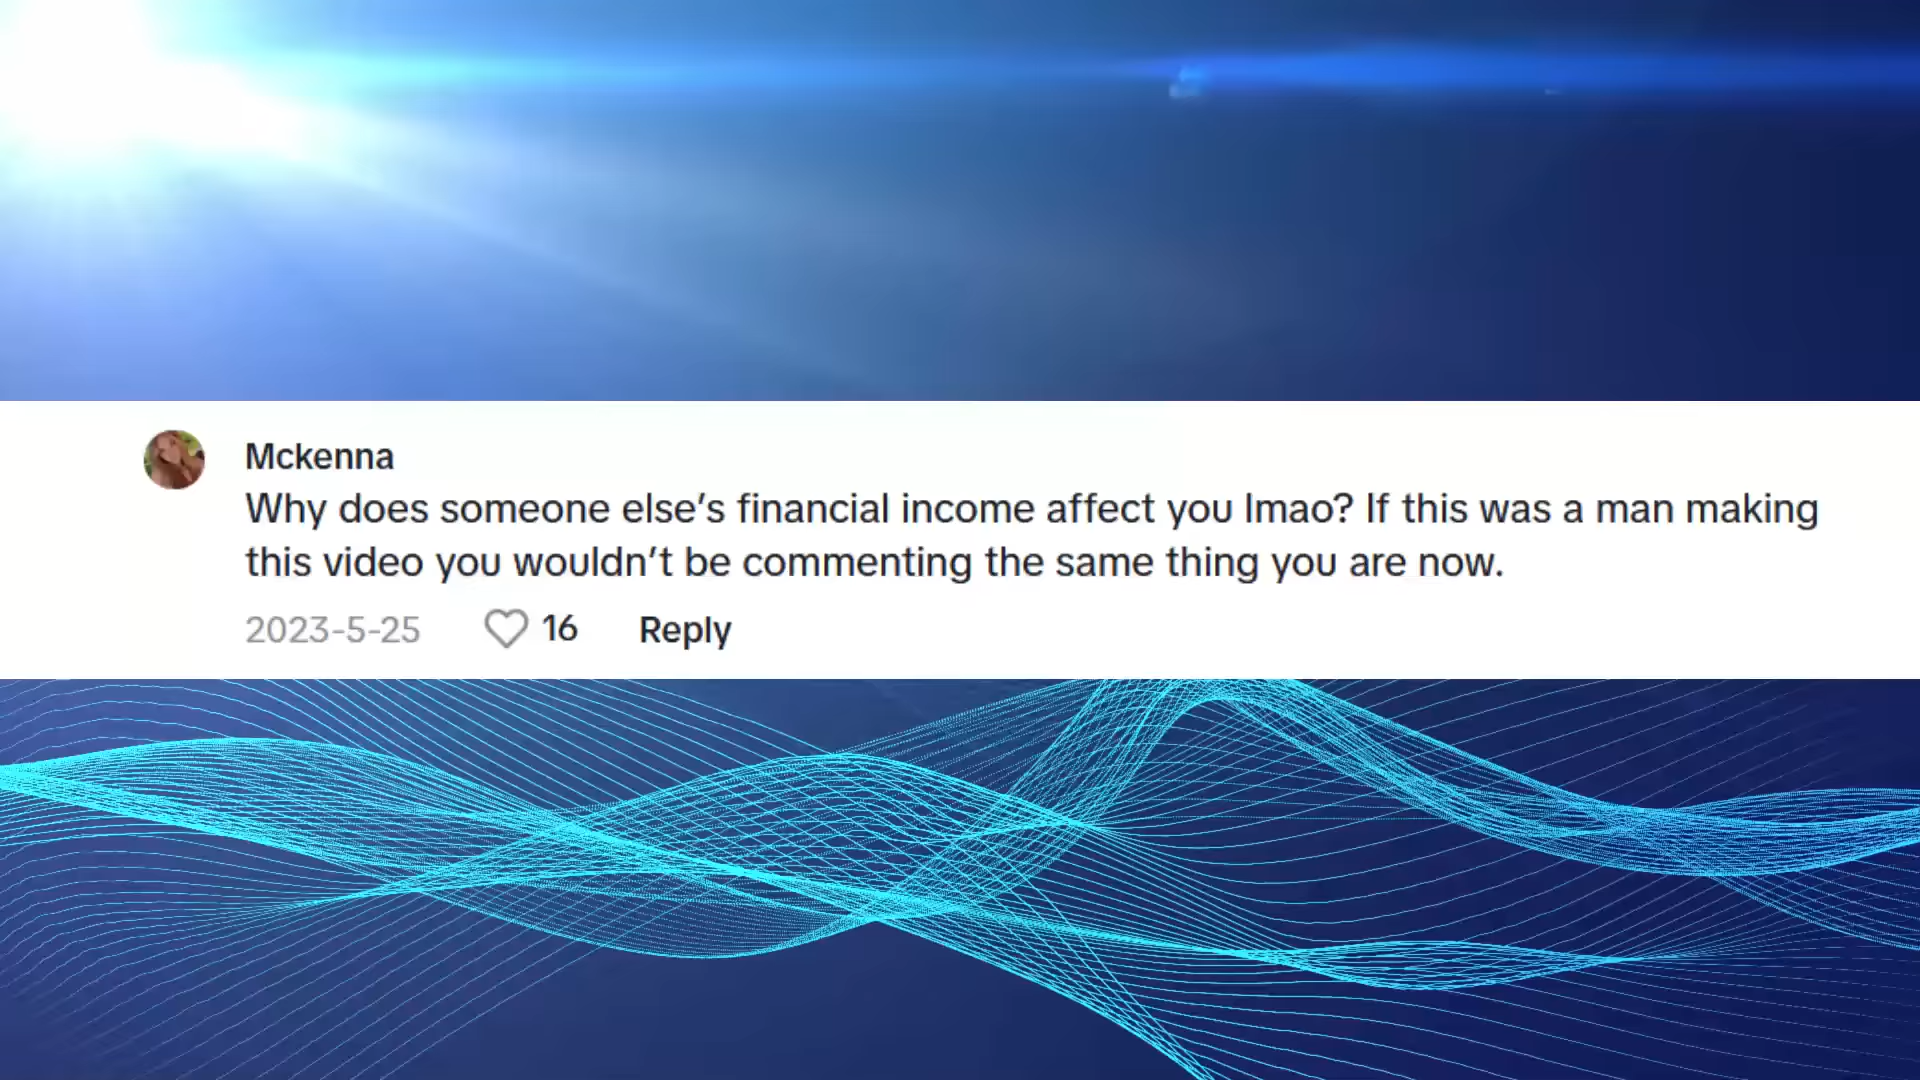 Mckenna
Why does someone else’s financial income affect you lmao? If this was a man making
this video you wouldn’t be commenting the same thing you are now.
2023-5-25 16 Reply